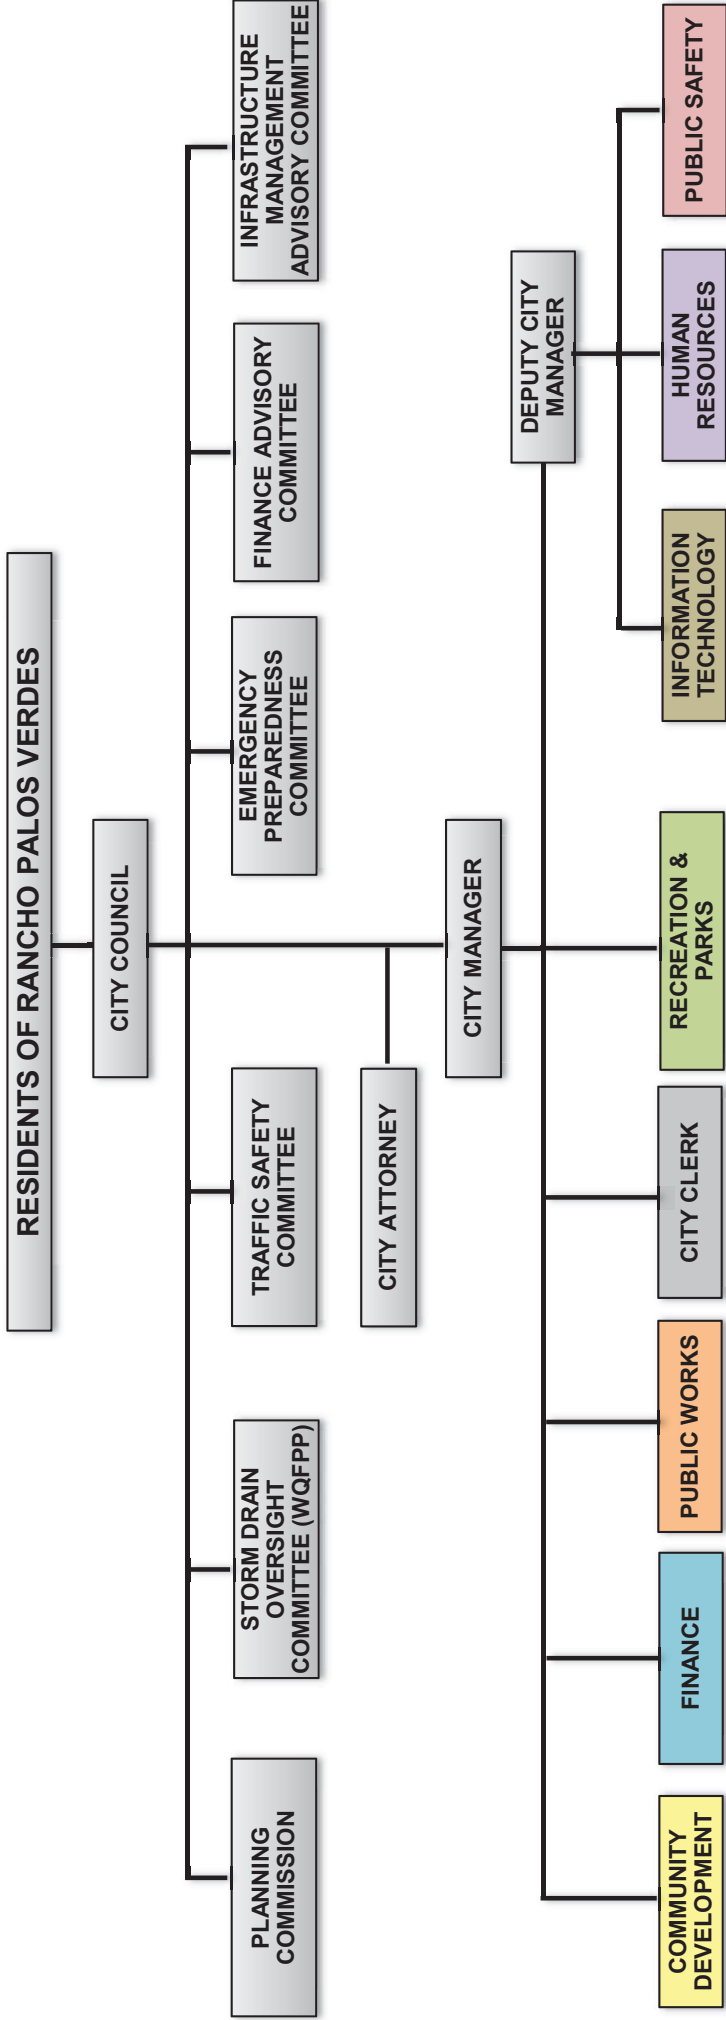 RESIDENTS OF RANCHO PALOS VERDES
CITY COUNCIL
PLANNING
COMMISSION
STORM DRAIN
OVERSIGHT
COMMITTEE (WQFPP)
TRAFFIC SAFETY
COMMITTEE
EMERGENCY
PREPAREDNESS
COMMITTEE
FINANCE ADVISORY
COMMITTEE
INFRASTRUCTURE
MANAGEMENT
ADVISORY COMMITTEE
CITY ATTORNEY
CITY MANAGER
DEPUTY CITY
MANAGER
COMMUNITY
DEVELOPMENT
FINANCE
PUBLIC WORKS
CITY CLERK
RECREATION &
PARKS
INFORMATION
TECHNOLOGY
HUMAN
RESOURCES
PUBLIC SAFETY